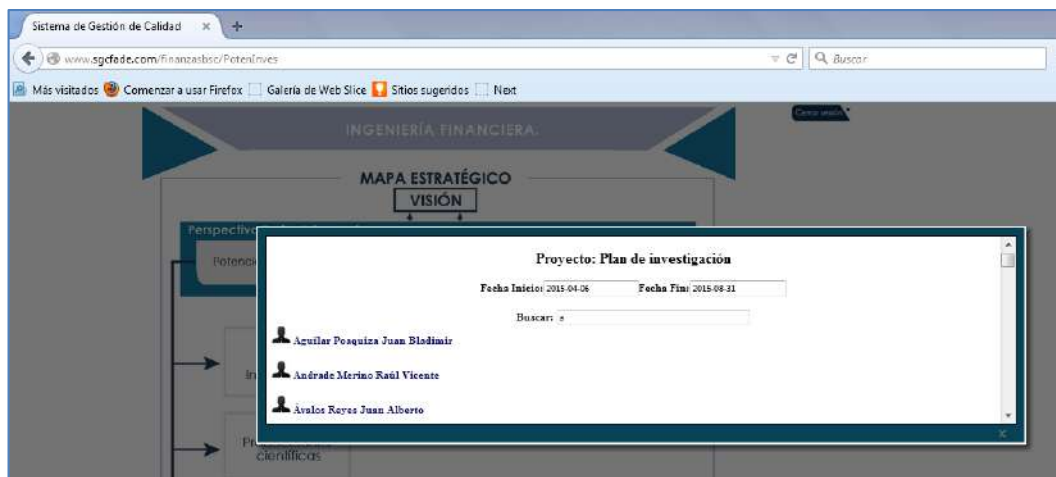 Sistema de Gestión de Calidad
www.sgcfade.com/finanzasbsc/PotenInves
Buscar
Más visitados Comenzar a usar Firefox Galería de Web Slice Sitios sugeridos Next
INGENIERÍA FINANCIERA.
MAPA ESTRATÉGICO
VISIÓN
Proyecto: Plan de investigación
Fecha Inicio: 2015-04-06 Fecha Fin: 2015-08-31
Buscar: a
Aguilar Poaquiza Juan Bladimir
Andrade Merino Raúl Vicente
Ávalos Reyes Juan Alberto
científicas